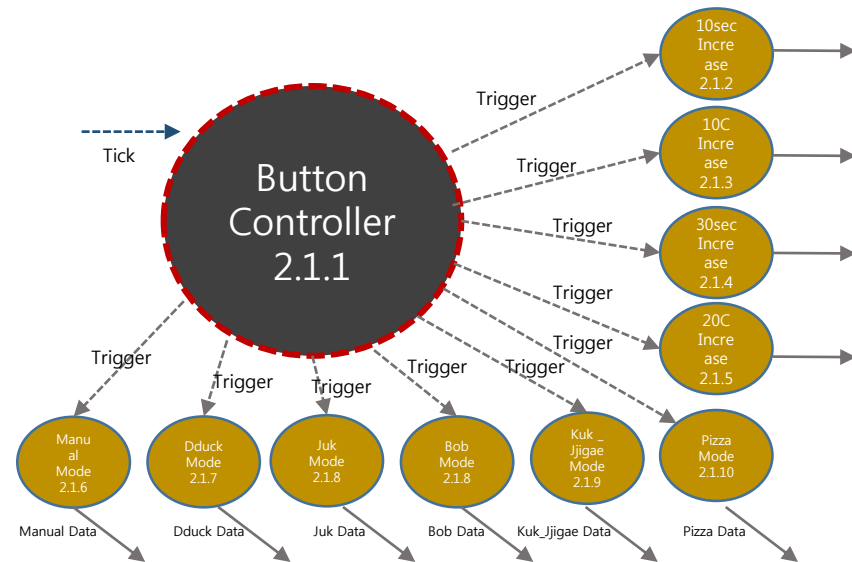 10sec
Incre
ase
2.1.2
Trigger
Tick
10C
Incre
ase
2.1.3
Trigger
Button
Controller
2.1.1
30sec
Incre
ase
2.1.4
Trigger
20C
Incre
ase
2.1.5
Trigger
Trigger
Trigger
Trigger
Trigger
Trigger
Trigger
Manu
al
Mode
2.1.6
Dduck
Mode
2.1.7
Juk
Mode
2.1.8
Bob
Mode
2.1.8
Kuk _
Jjigae
Mode
2.1.9
Pizza
Mode
2.1.10
Manual Data
Dduck Data
Juk Data
Bob Data
Kuk_Jjigae Data
Pizza Data